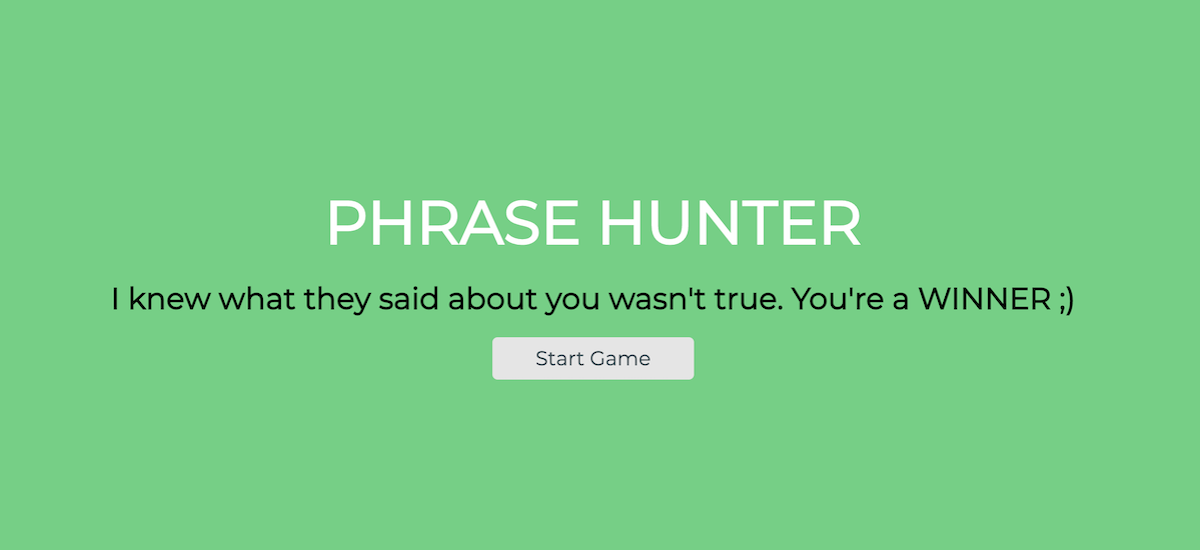 PHRASE HUNTER
I knew what they said about you wasn't true. You're a WINNER ;)
Start Game